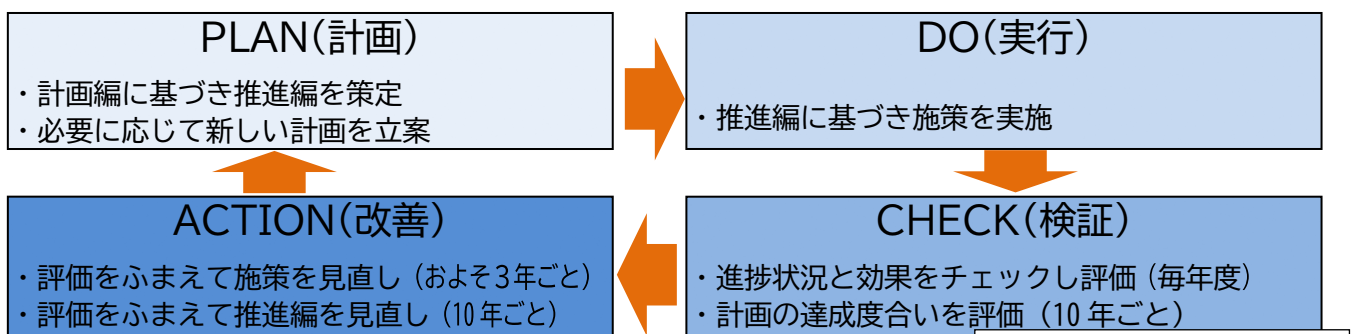 PLAN(計画)
・計画編に基づき推進編を策定
・必要に応じて新しい計画を立案
DO(実行)
・推進編に基づき施策を実施
ACTION(改善)
・評価をふまえて施策を見直し(およそ3年ごと)
・評価をふまえて推進編を見直し(10年ごと)
CHECK(検証)
・進捗状況と効果をチェックし評価(毎年度)
・計画の達成度合いを評価(10年ごと)